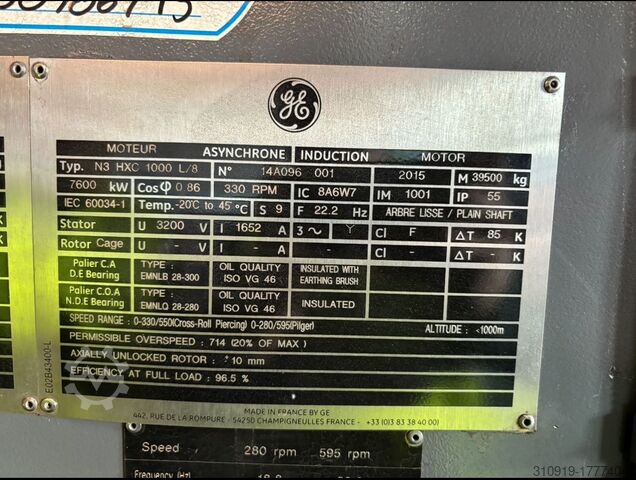 GE
MOTEUR ASYNCHRONE INDUCTION MOTOR
Typ. N3 HXC 1000 L/8 N° 14A096 001 2015 M 39500 kg
7600 kW Cosφ 0.86 330 RPM IC 8A6W7 IM 1001 IP 55
IEC 60034-1 Temp. -20°C to 45°C S 9 F 22.2 Hz ARBRE LISSE / PLAIN SHAFT
Stator U 3200 V I 1652 A 3 ~ Y Cl F ΔT 85 K
Rotor Cage U - V I - A - Cl - ΔT - K
Palier C.A D.E Bearing TYPE : EMNLB 28-300 OIL QUALITY ISO VG 46 INSULATED WITH EARTHING BRUSH
Palier C.O.A N.D.E Bearing TYPE : EMNLQ 28-280 OIL QUALITY ISO VG 46 INSULATED
SPEED RANGE : 0-330/550(Cross-Roll Piercing) 0-280/595(Pilger) ALTITUDE : <1000m
PERMISSIBLE OVERSPEED : 714 (20% OF MAX )
AXIALLY UNLOCKED ROTOR : 10 mm
EFFICIENCY AT FULL LOAD : 96.5 %
E02B43400-L
MADE IN FRANCE BY GE
442, RUE DE LA ROMPURE - 54250 CHAMPIGNEULLES FRANCE - +33 (0)3 83 38 40 00)
Speed 280 rpm 595 rpm
Frequency (Hz)
310919-177740